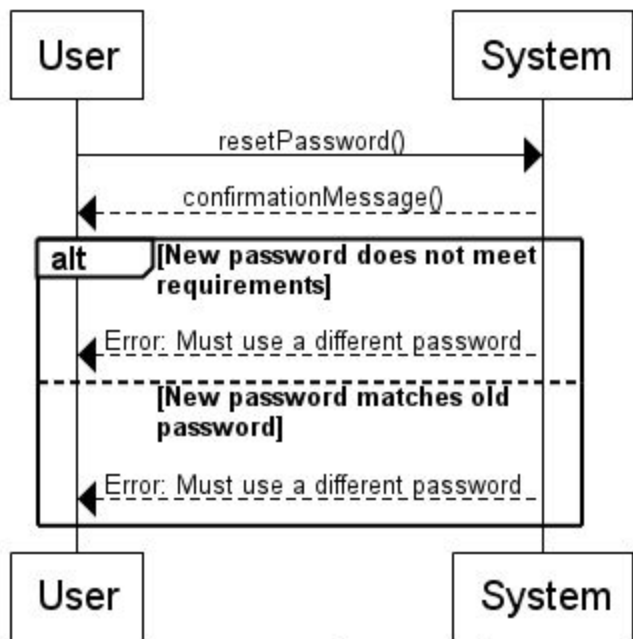 User
System
resetPassword()
confirmationMessage()
alt
[New password does not meet
requirements]
Error: Must use a different password
[New password matches old
password]
Error: Must use a different password
User
System